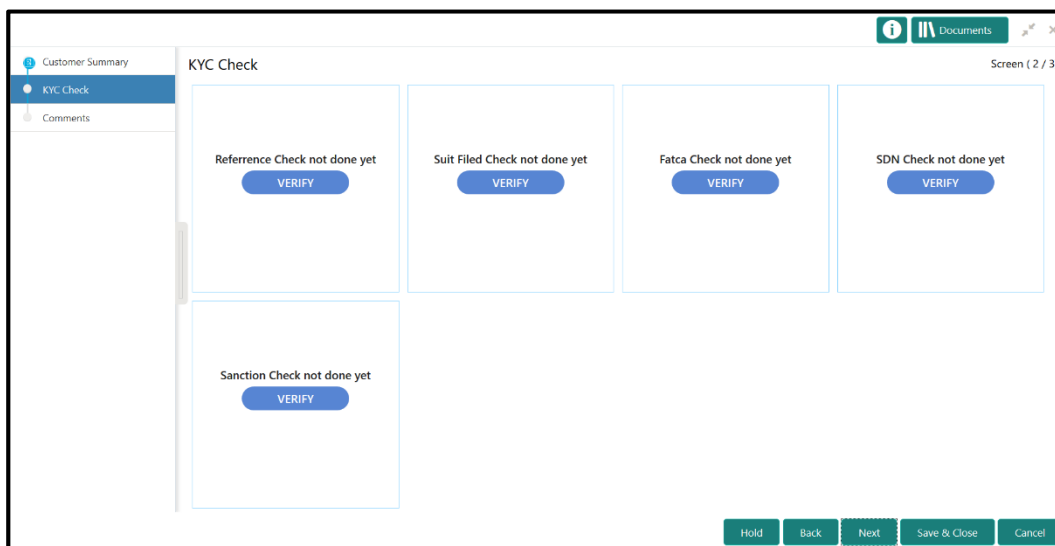 Documents
Customer Summary
KYC Check
Comments
KYC Check
Screen ( 2 / 3
Referrence Check not done yet
VERIFY
Suit Filed Check not done yet
VERIFY
Fatca Check not done yet
VERIFY
SDN Check not done yet
VERIFY
Sanction Check not done yet
VERIFY
Hold
Back
Next
Save & Close
Cancel